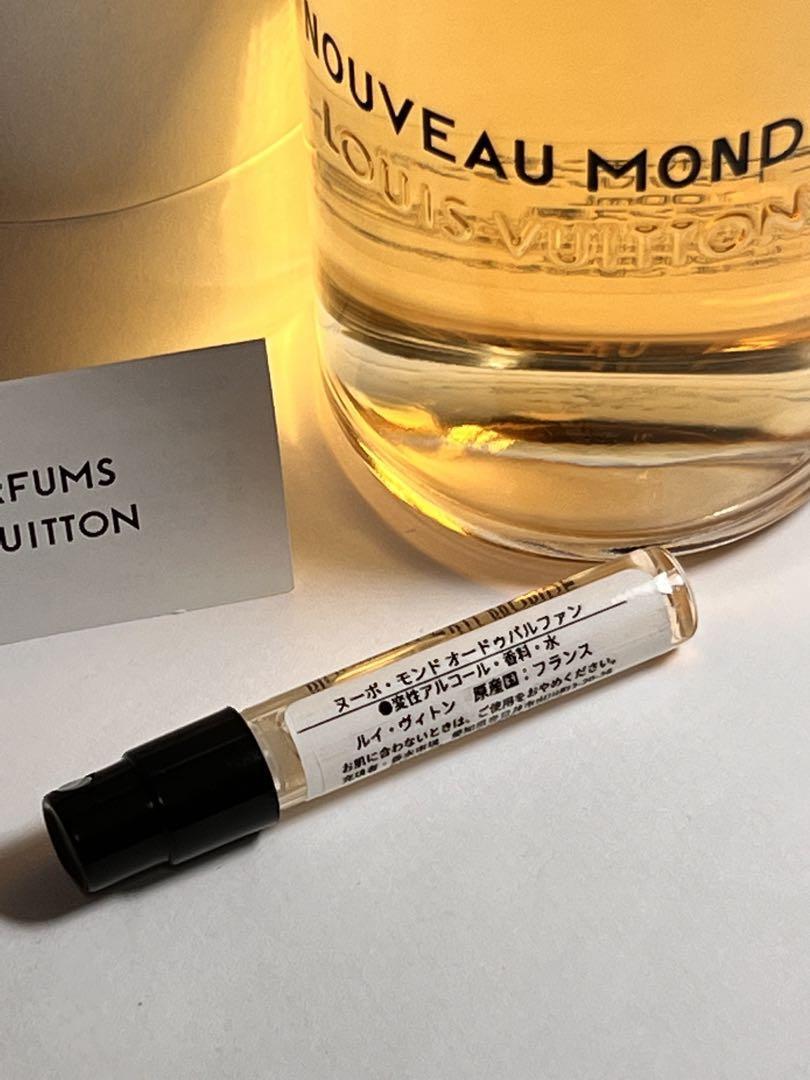 NOUVEAU MOND
LOUIS VUITTON
RFUMS
UITTON
ヌーボ・モンド オードゥパルファン
●変性アルコール・香料・水
ルイ・ヴィトン 原産国：フランス
お肌に合わないときは、ご使用をおやめください。